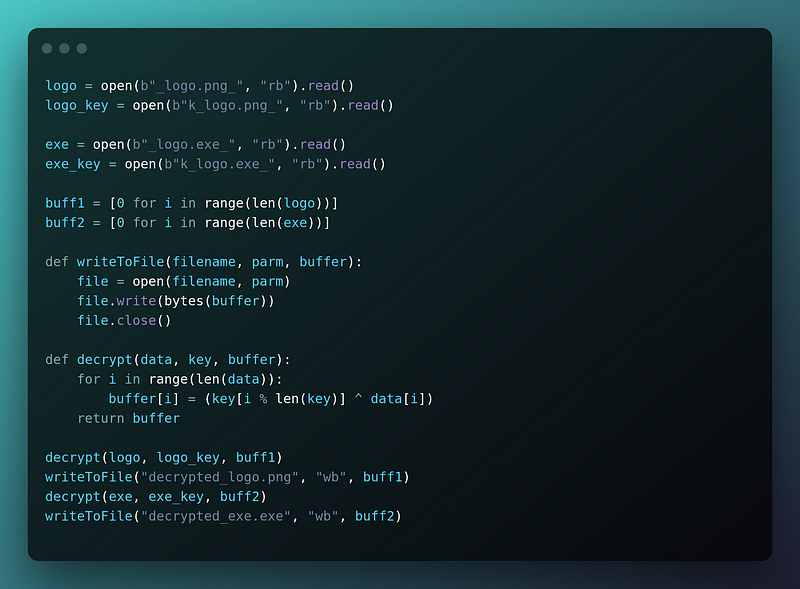 logo = open(b"_logo.png_", "rb").read()
logo_key = open(b"k_logo.png_", "rb").read()
exe = open(b"_logo.exe_", "rb").read()
exe_key = open(b"k_logo.exe_", "rb").read()
buff1 = [0 for i in range(len(logo))]
buff2 = [0 for i in range(len(exe))]
def writeToFile(filename, parm, buffer):
    file = open(filename, parm)
    file.write(bytes(buffer))
    file.close()
def decrypt(data, key, buffer):
    for i in range(len(data)):
        buffer[i] = (key[i % len(key)] ^ data[i])
    return buffer
decrypt(logo, logo_key, buff1)
writeToFile("decrypted_logo.png", "wb", buff1)
decrypt(exe, exe_key, buff2)
writeToFile("decrypted_exe.exe", "wb", buff2)